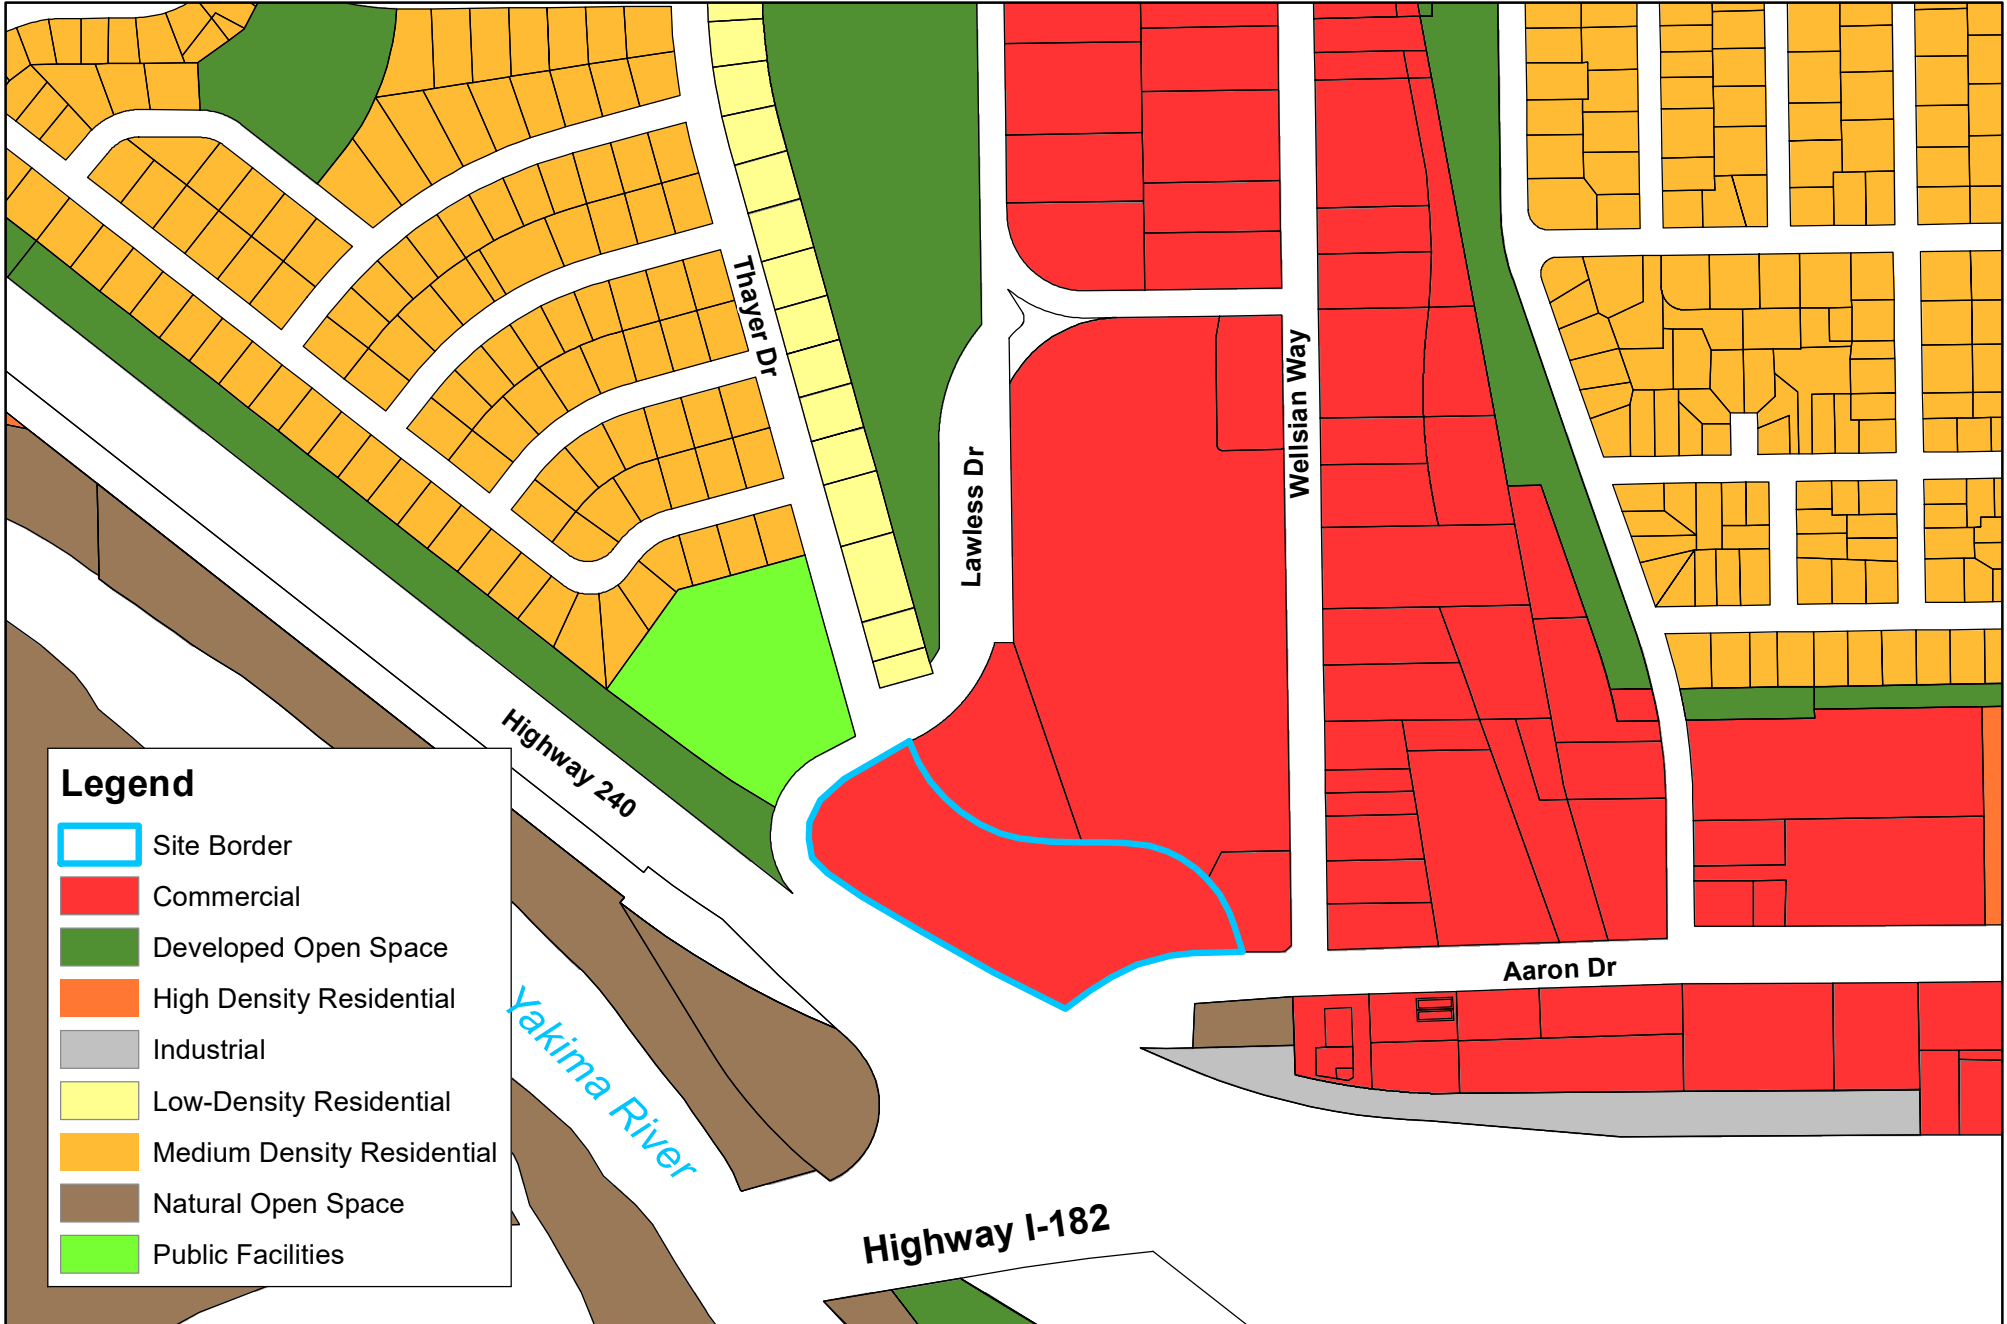 Thayer Dr
Wellsian Way
Lawless Dr
Highway 240
Legend
Site Border
Commercial
Developed Open Space
High Density Residential
Industrial
Low-Density Residential
Medium Density Residential
Natural Open Space
Public Facilities
Aaron Dr
Yakima River
Highway I-182